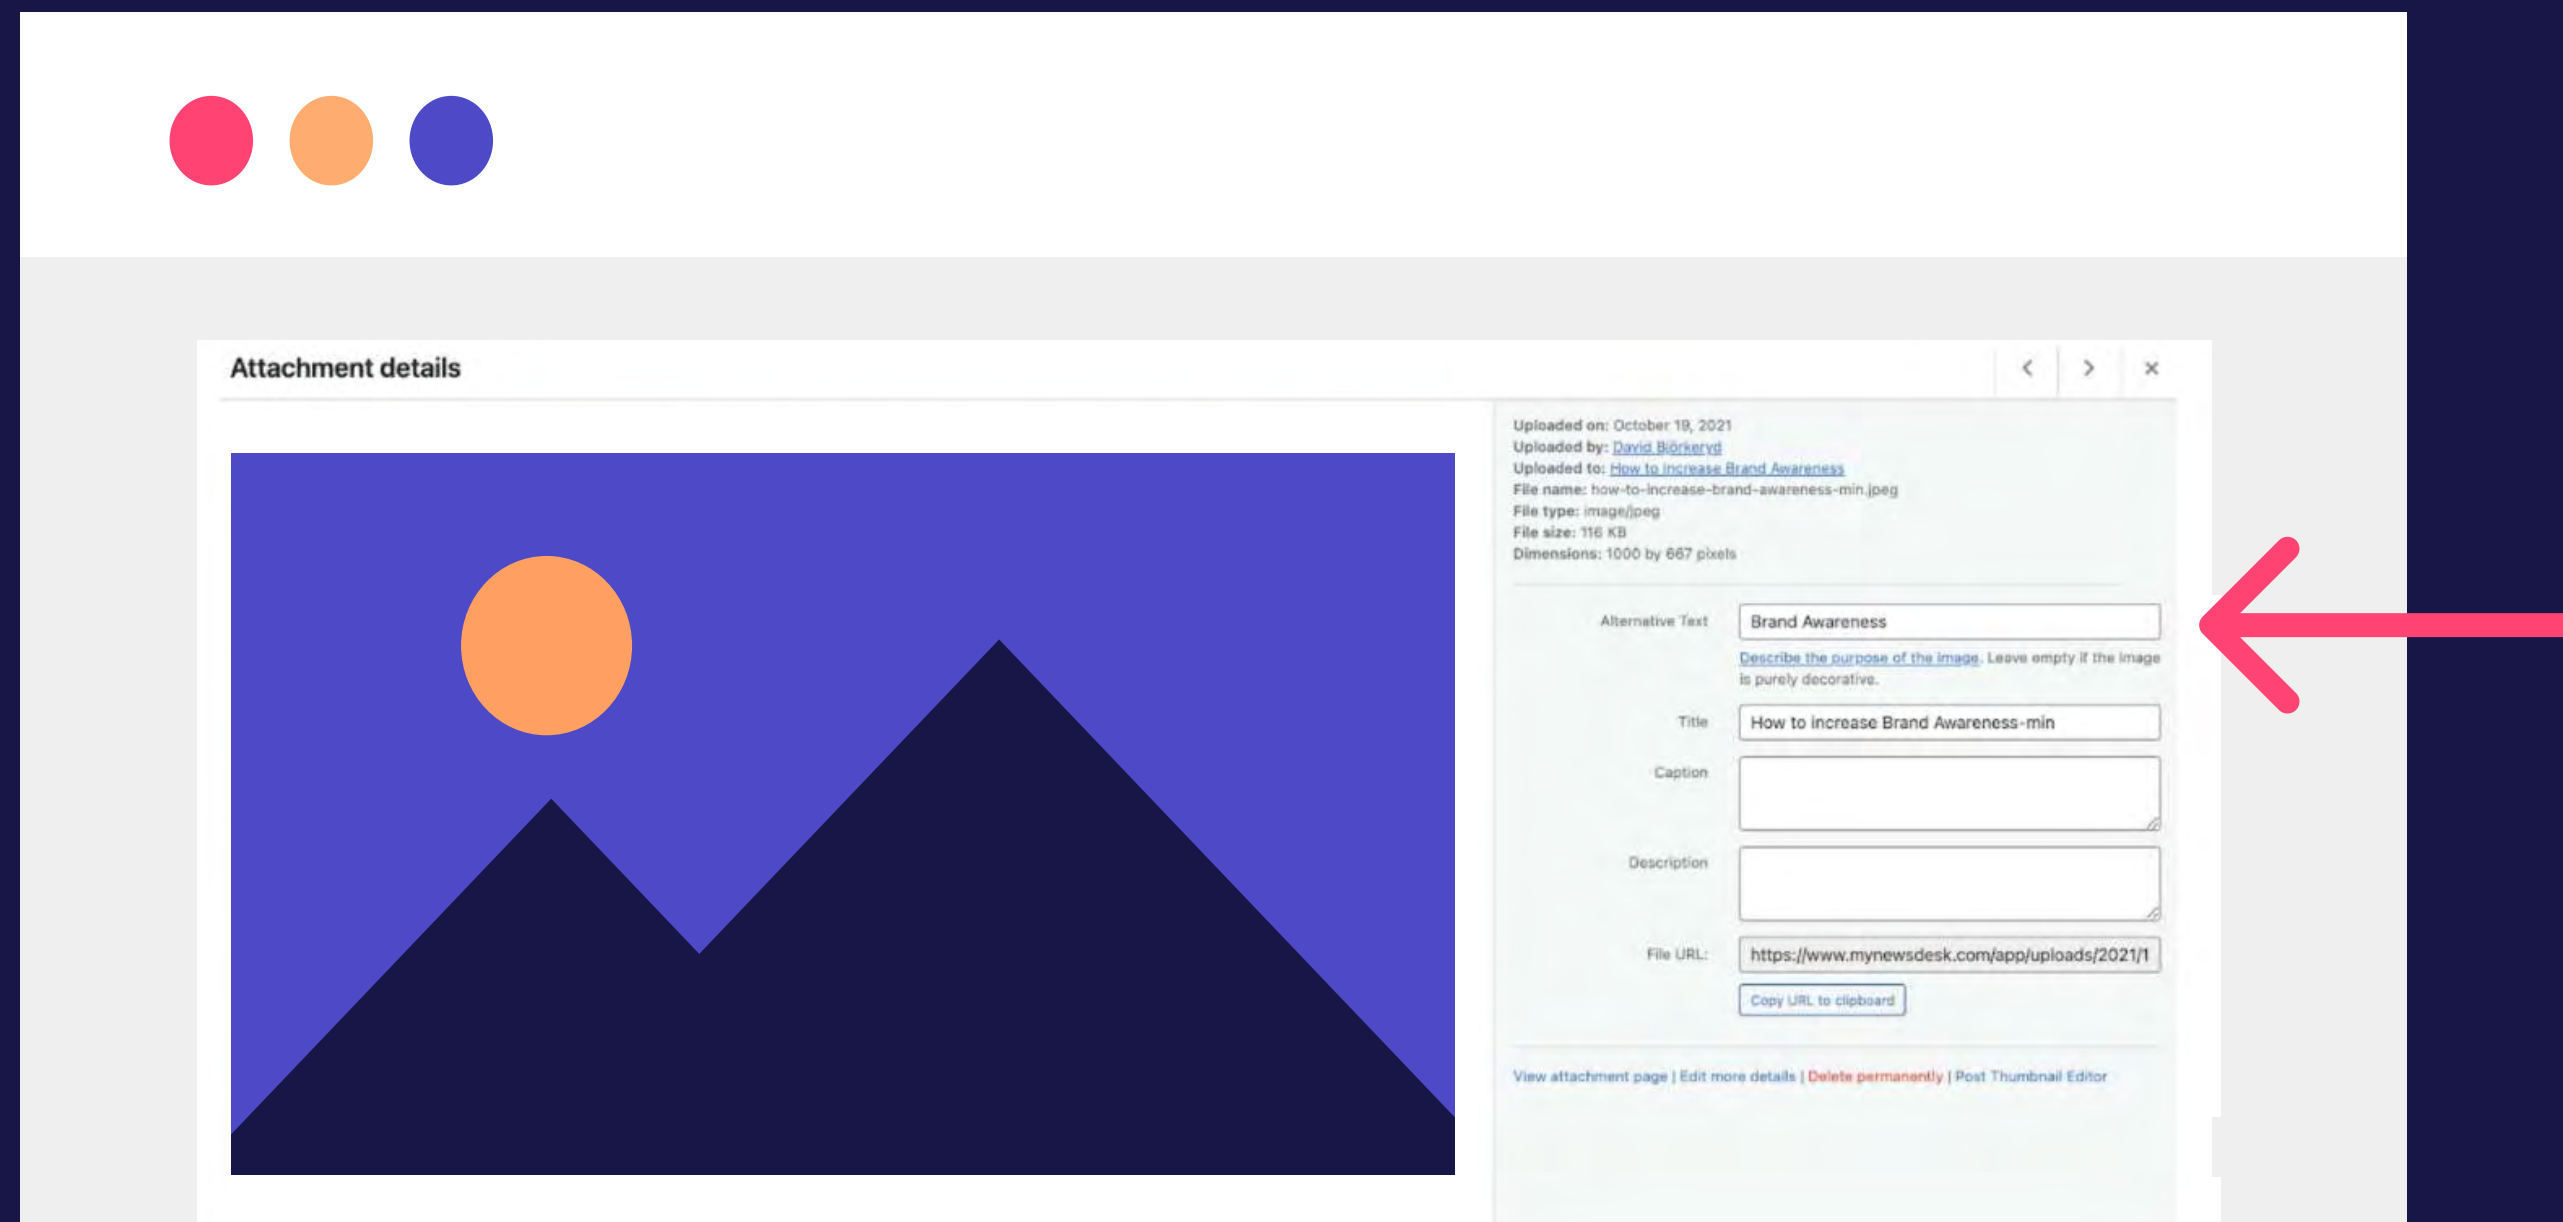 Attachment details
Uploaded on: October 19, 2021
Uploaded by: David Björkeryd
Uploaded to: How to increase Brand Awareness
File name: how-to-increase-brand-awareness-min.jpeg
File type: image/jpeg
File size: 116 KB
Dimensions: 1000 by 667 pixels
Alternative Text
Brand Awareness
Describe the purpose of the image. Leave empty if the image
is purely decorative.
Title
How to increase Brand Awareness-min
Caption
Description
File URL:
https://www.mynewsdesk.com/app/uploads/2021/1
Copy URL to clipboard
View attachment page | Edit more details | Delete permanently | Post Thumbnail Editor